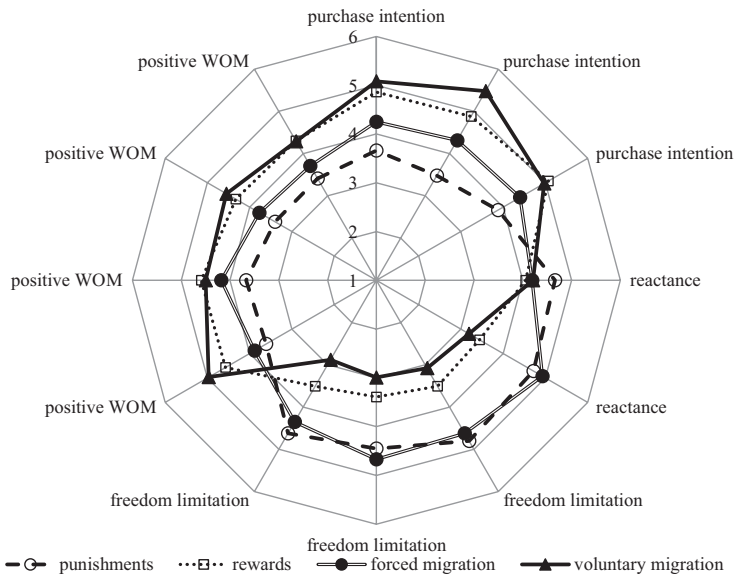 purchase intention
6
positive WOM
purchase intention
5
4
positive WOM
purchase intention
3
2
positive WOM
1
reactance
positive WOM
reactance
freedom limitation
freedom limitation
freedom limitation
punishments
rewards
forced migration
voluntary migration